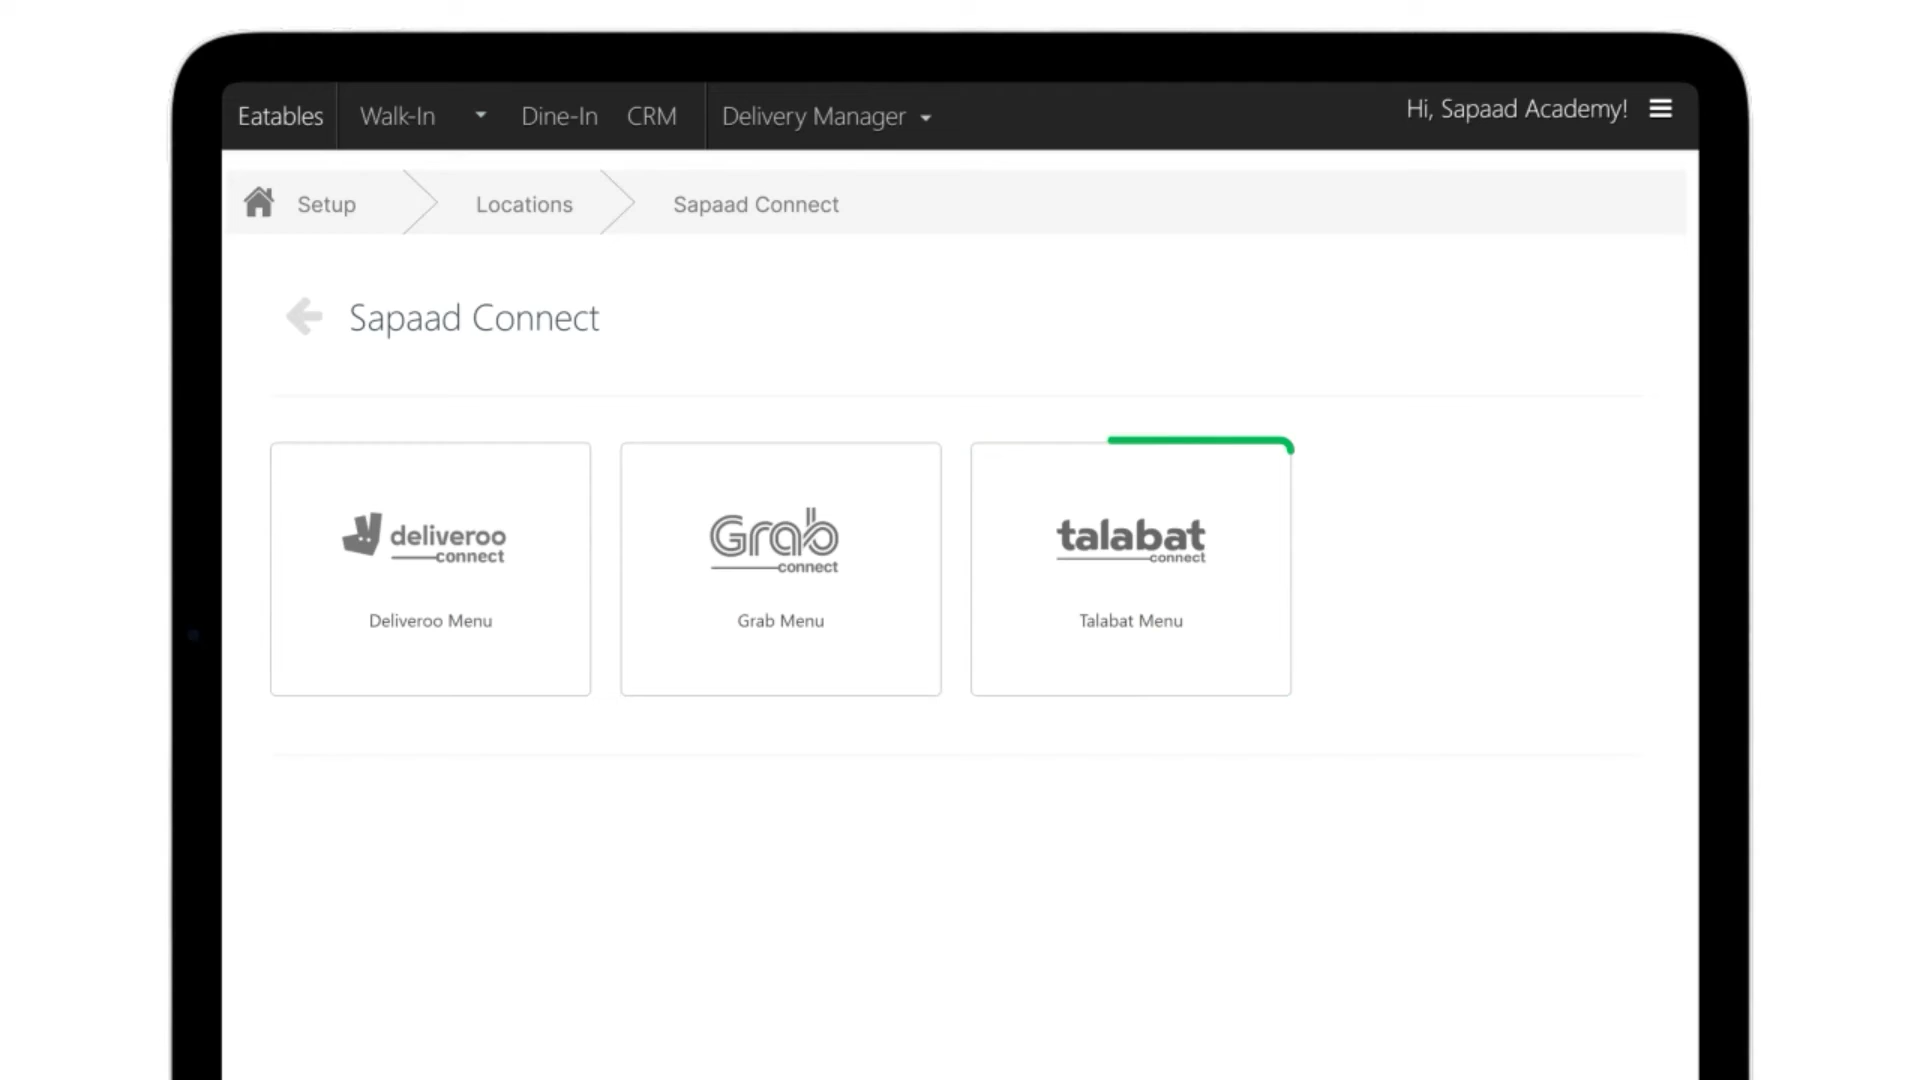 Eatables Walk-In Dine-In CRM Delivery Manager Hi, Sapaad Academy!
Setup Locations Sapaad Connect
Sapaad Connect
deliveroo
connect
Deliveroo Menu
Grab
connect
Grab Menu
talabat
connect
Talabat Menu